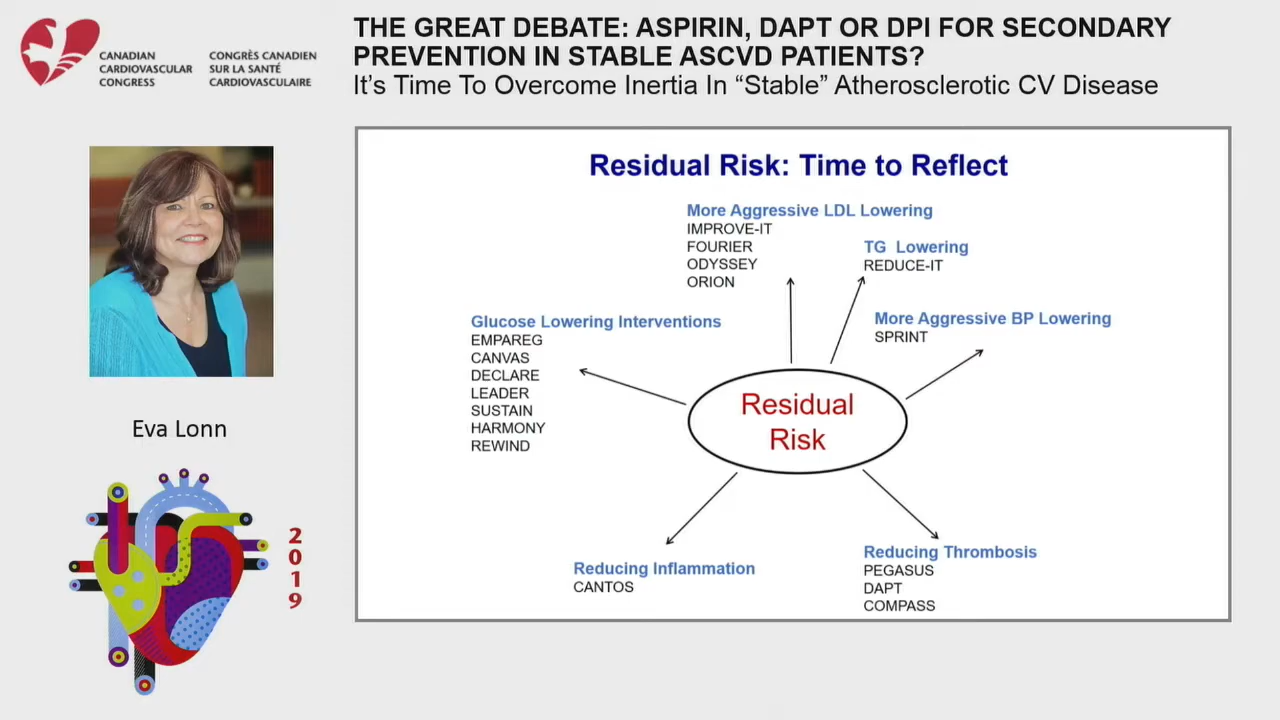 CANADIAN
CARDIOVASCULAR
CONGRESS
CONGRÈS CANADIEN
SUR LA SANTÉ
CARDIOVASCULAIRE
THE GREAT DEBATE: ASPIRIN, DAPT OR DPI FOR SECONDARY
PREVENTION IN STABLE ASCVD PATIENTS?
It's Time To Overcome Inertia In “Stable” Atherosclerotic CV Disease
Eva Lonn
2019
Residual Risk: Time to Reflect
More Aggressive LDL Lowering
IMPROVE-IT
FOURIER
ODYSSEY
ORION
TG Lowering
REDUCE-IT
More Aggressive BP Lowering
SPRINT
Glucose Lowering Interventions
EMPAREG
CANVAS
DECLARE
LEADER
SUSTAIN
HARMONY
REWIND
Residual
Risk
Reducing Inflammation
CANTOS
Reducing Thrombosis
PEGASUS
DAPT
COMPASS